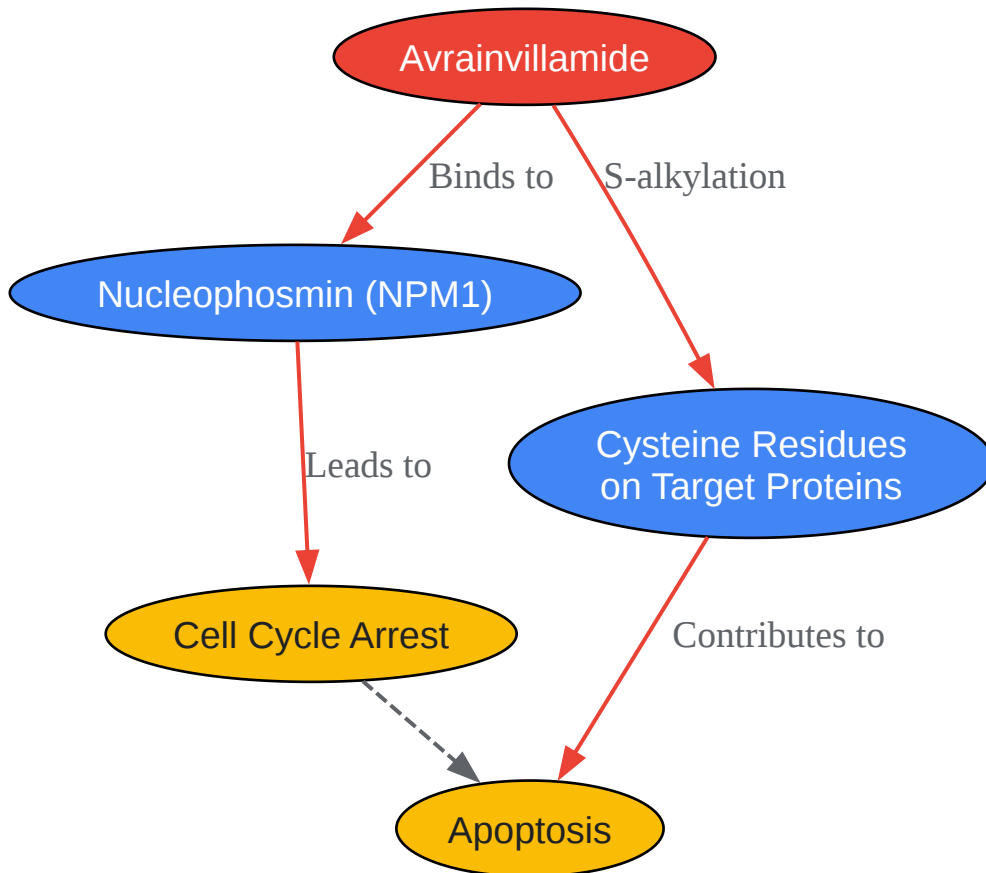 Avrainvillamide
Binds to
S-alkylation
Nucleophosmin (NPM1)
Cysteine Residues
on Target Proteins
Leads to
Cell Cycle Arrest
Contributes to
Apoptosis